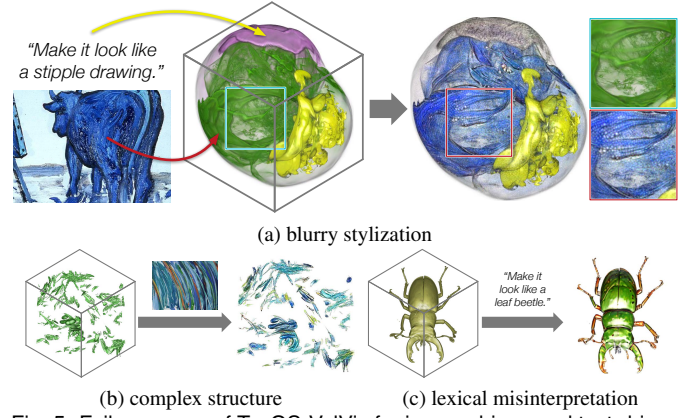 “Make it look like
a stipple drawing.”
(a) blurry stylization
“Make it
look like a
leaf beetle.”
(b) complex structure
(c) lexical misinterpretation